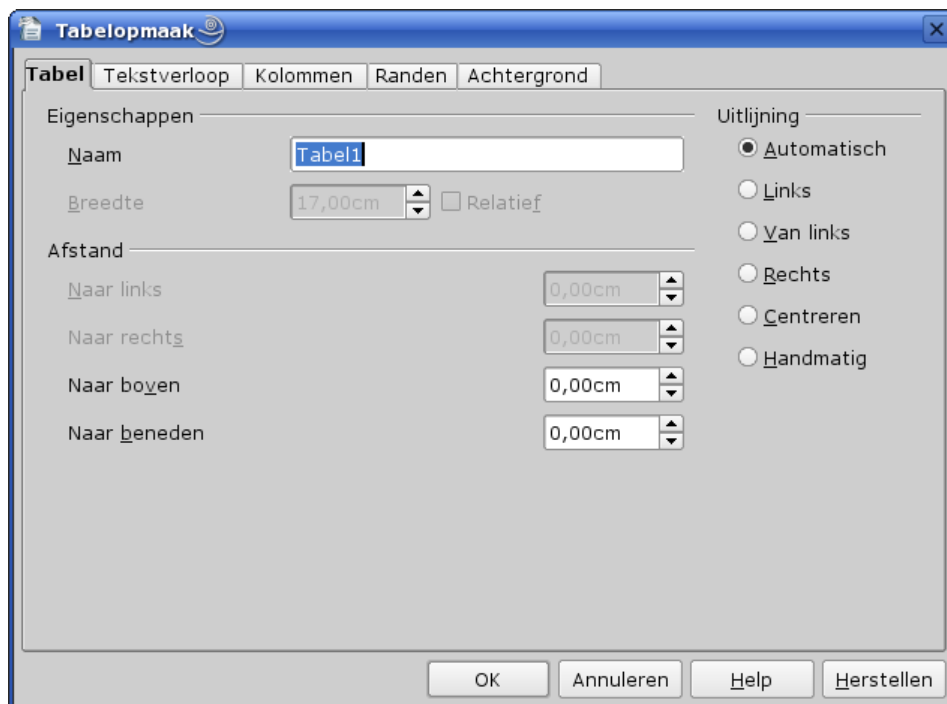 Tabelopmaak
Tabel Tekstverloop Kolommen Randen Achtergrond
Eigenschappen
Naam Tabel1
Breedte 17,00cm Relatief
Afstand
Naar links 0,00cm
Naar rechts 0,00cm
Naar boven 0,00cm
Naar beneden 0,00cm
Uitlijning
Automatisch
Links
Van links
Rechts
Centreren
Handmatig
OK Annuleren Help Herstellen